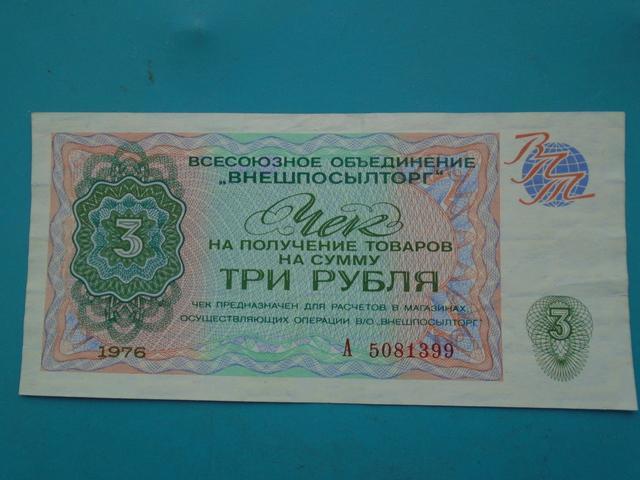 ВСЕСОЮЗНОЕ ОБЪЕДИНЕНИЕ
„ВНЕШПОСЫЛТОРГ"
ВПТ
Чек
НА ПОЛУЧЕНИЕ ТОВАРОВ
НА СУММУ
ТРИ РУБЛЯ
3
ЧЕК ПРЕДНАЗНАЧЕН ДЛЯ РАСЧЕТОВ В МАГАЗИНАХ,
ОСУЩЕСТВЛЯЮЩИХ ОПЕРАЦИИ В/О „ВНЕШПОСЫЛТОРГ"
3
1976
А 5081399